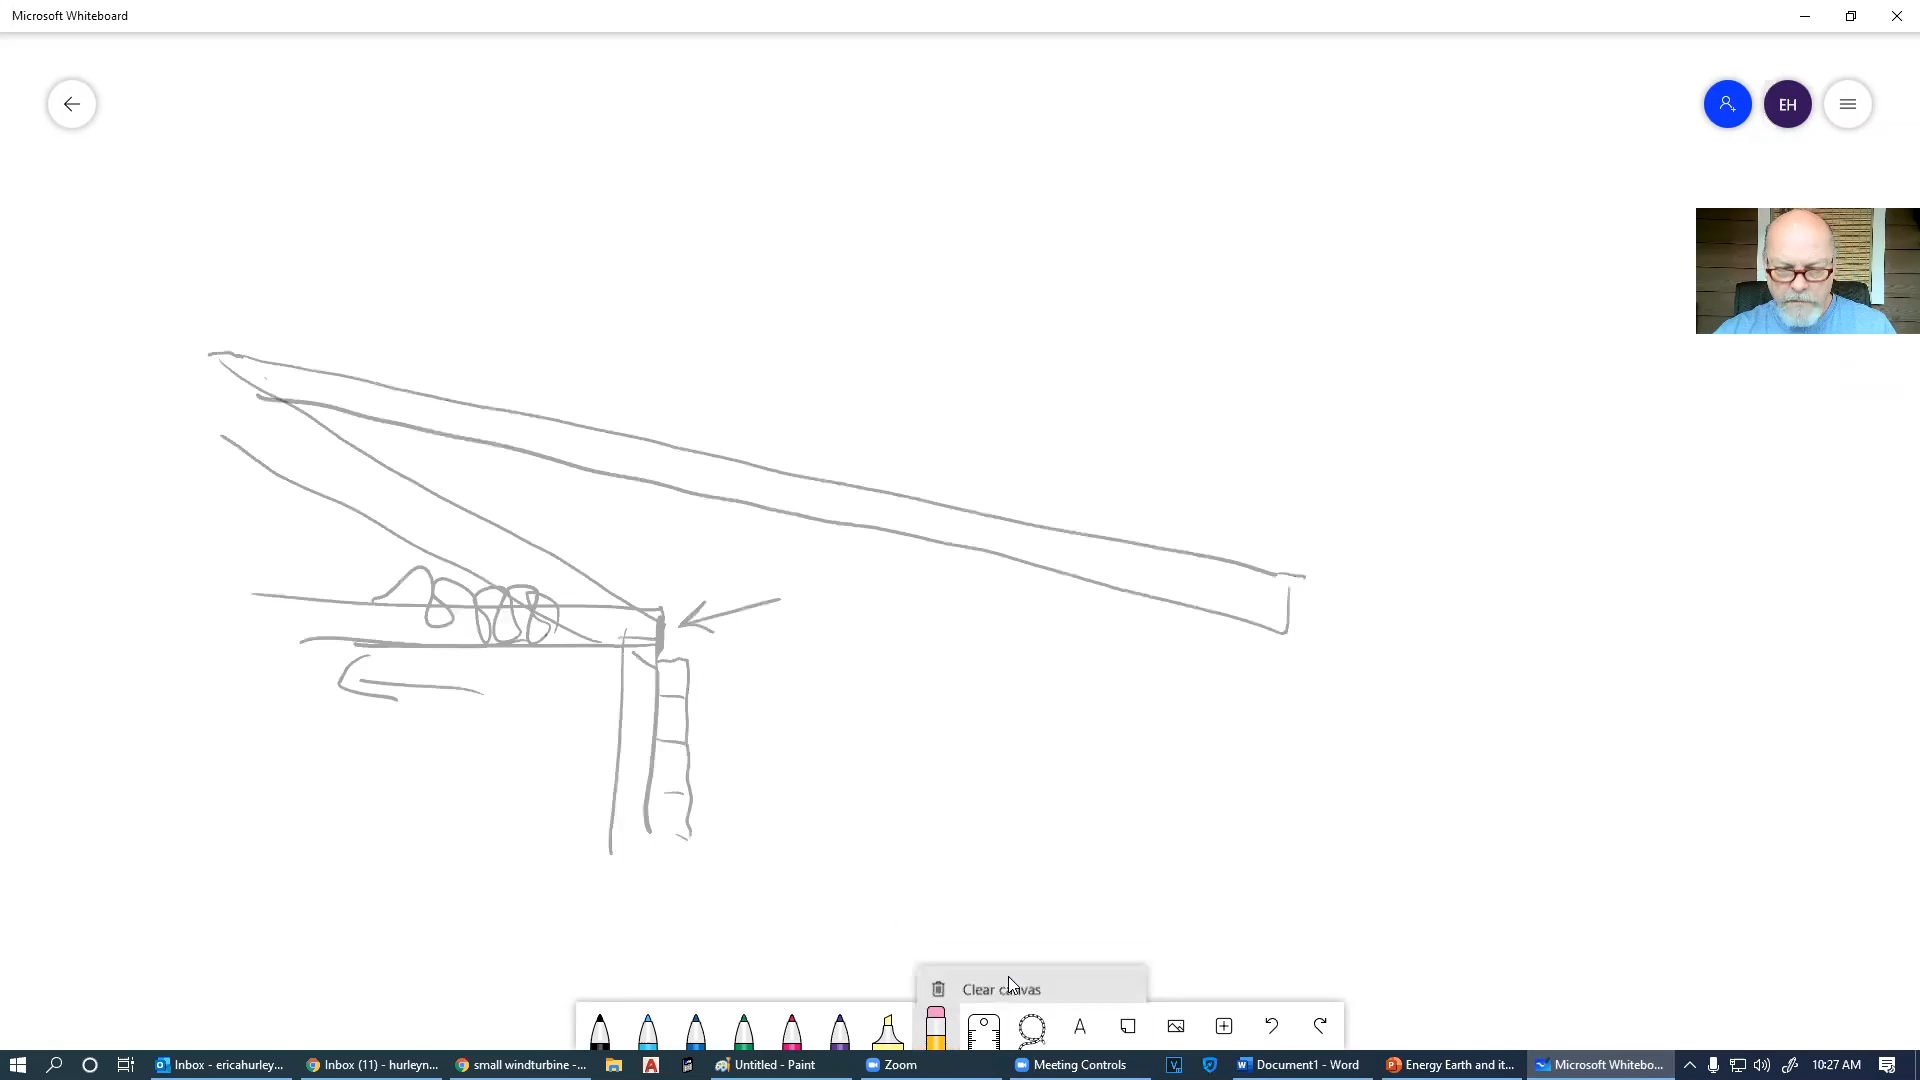 Microsoft Whiteboard
EH
Clear canvas
A
Inbox - ericahurley...
Inbox (11) - hurleyn...
small windturbine -...
Untitled - Paint
Zoom
Meeting Controls
Document1 - Word
Energy Earth and it...
Microsoft Whitebo...
10:27 AM